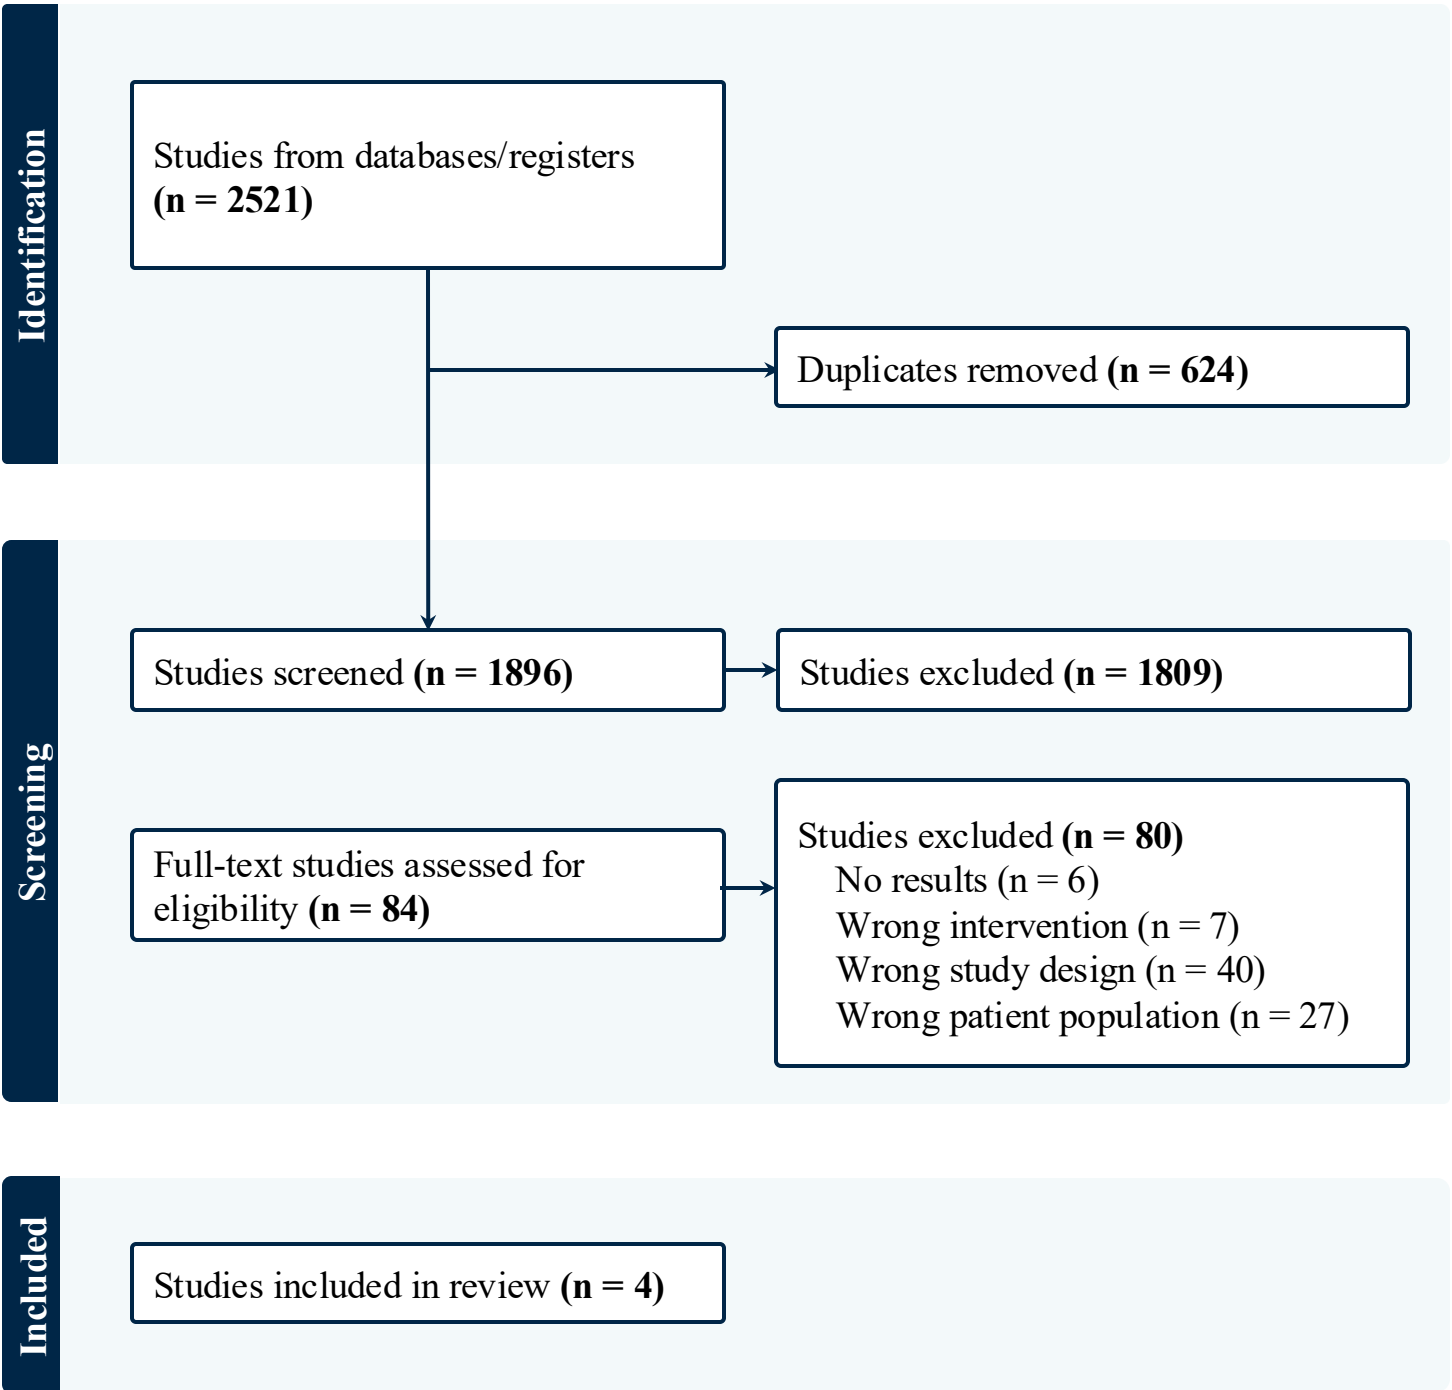 Identification
Studies from databases/registers
(n = 2521)
Duplicates removed (n = 624)
Screening
Studies screened (n = 1896)
Studies excluded (n = 1809)
Full-text studies assessed for
eligibility (n = 84)
Studies excluded (n = 80)
No results (n = 6)
Wrong intervention (n = 7)
Wrong study design (n = 40)
Wrong patient population (n = 27)
Included
Studies included in review (n = 4)